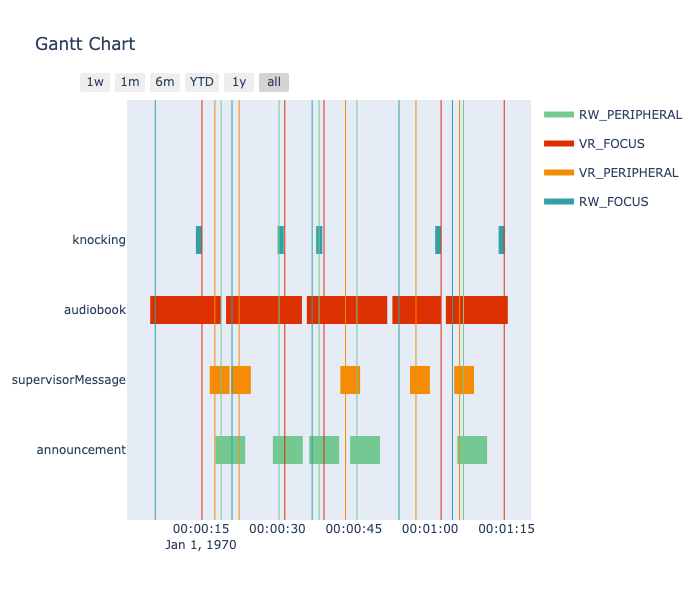 Gantt Chart
1w 1m 6m YTD 1y all
RW_PERIPHERAL
VR_FOCUS
VR_PERIPHERAL
RW_FOCUS
knocking
audiobook
supervisorMessage
announcement
00:00:15 00:00:30 00:00:45 00:01:00 00:01:15
Jan 1, 1970